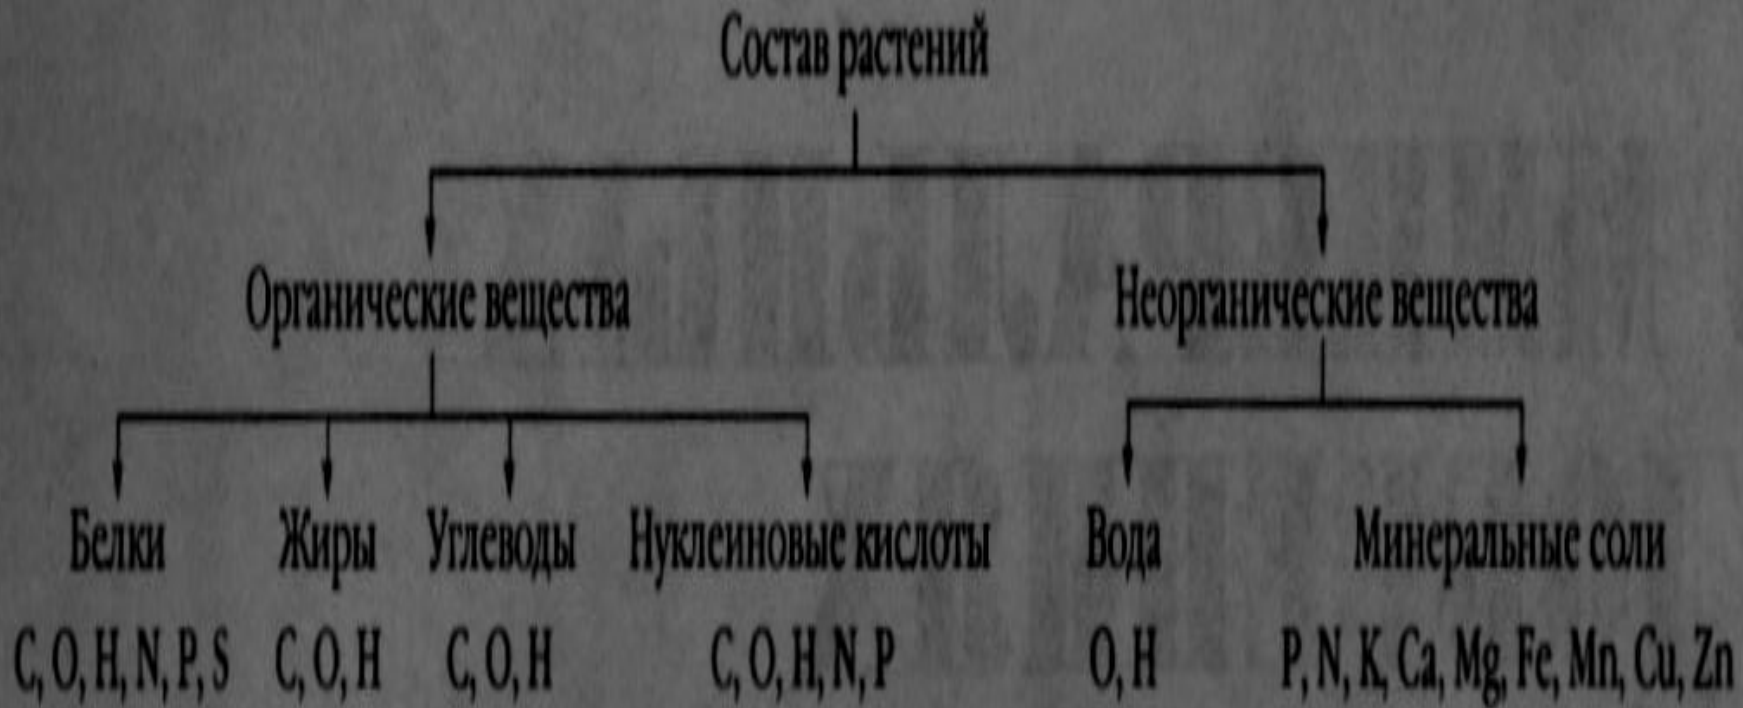 Состав растений
Органические вещества Неорганические вещества
Белки Жиры Углеводы Нуклеиновые кислоты Вода Минеральные соли
C, O, H, N, P, S C, O, H C, O, H C, O, H, N, P O, H P, N, K, Ca, Mg, Fe, Mn, Cu, Zn